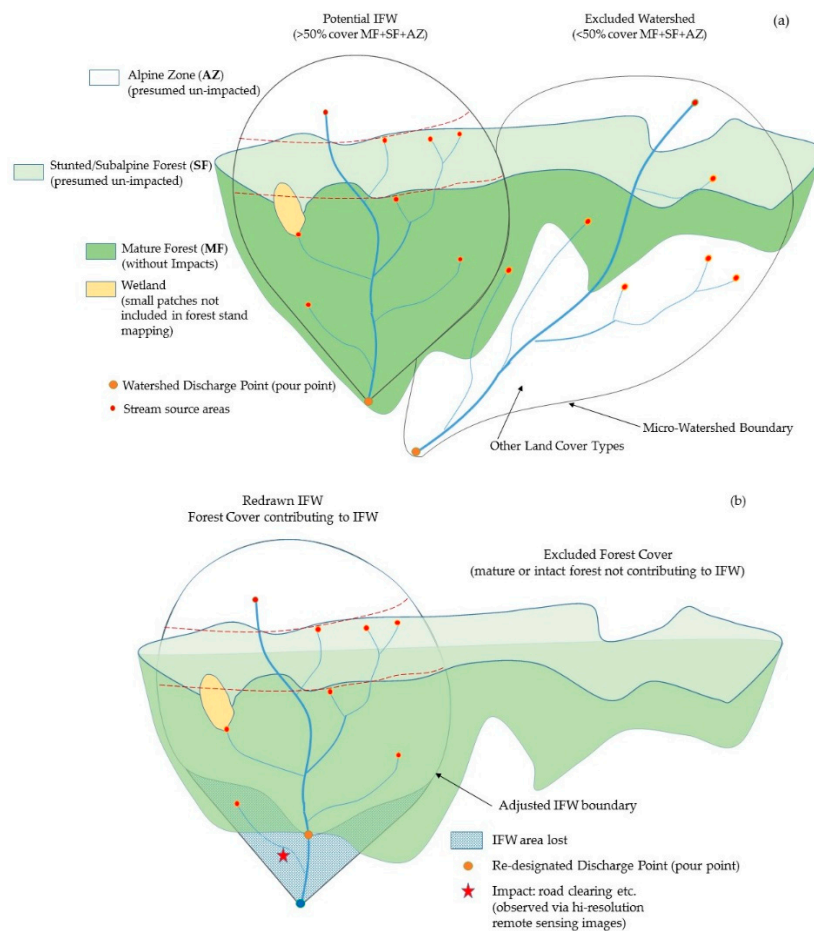 Potential IFW
(>50% cover MF+SF+AZ)
Excluded Watershed
(<50% cover MF+SF+AZ)
(a)
Alpine Zone (AZ)
(presumed un-impacted)
Stunted/Subalpine Forest (SF)
(presumed un-impacted)
Mature Forest (MF)
(without Impacts)
Wetland
(small patches not
included in forest stand
mapping)
Watershed Discharge Point (pour point)
Stream source areas
Micro-Watershed Boundary
Other Land Cover Types
(b)
Redrawn IFW
Forest Cover contributing to IFW
Excluded Forest Cover
(mature or intact forest not contributing to IFW)
Adjusted IFW boundary
IFW area lost
Re-designated Discharge Point (pour point)
Impact: road clearing etc.
(observed via hi-resolution
remote sensing images)